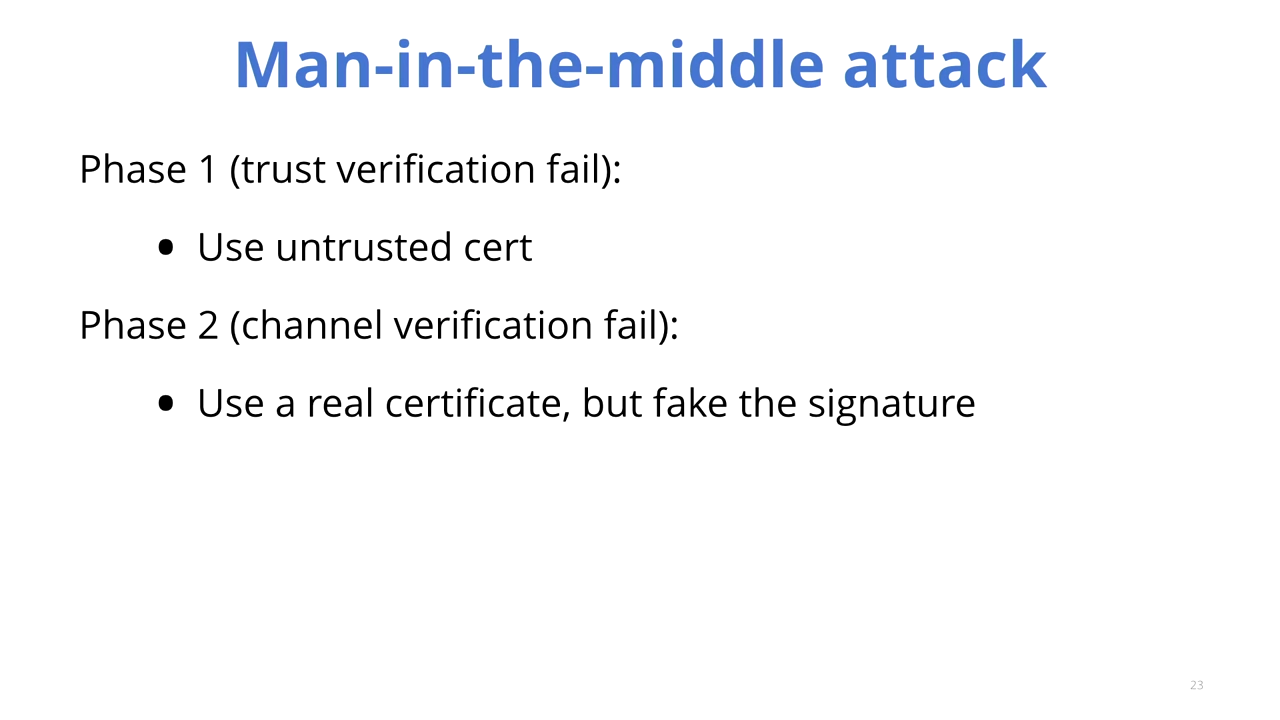 Man-in-the-middle attack
Phase 1 (trust verification fail):
• Use untrusted cert
Phase 2 (channel verification fail):
• Use a real certificate, but fake the signature
23